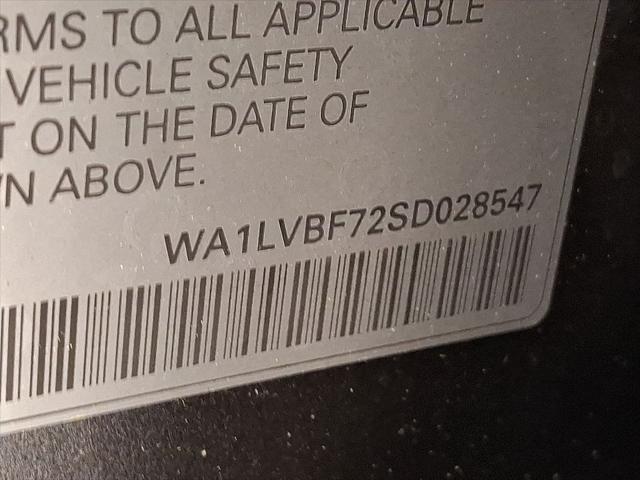 RMS TO ALL APPLICABLE
VEHICLE SAFETY
T ON THE DATE OF
N ABOVE.
WA1LVBF72SD028547